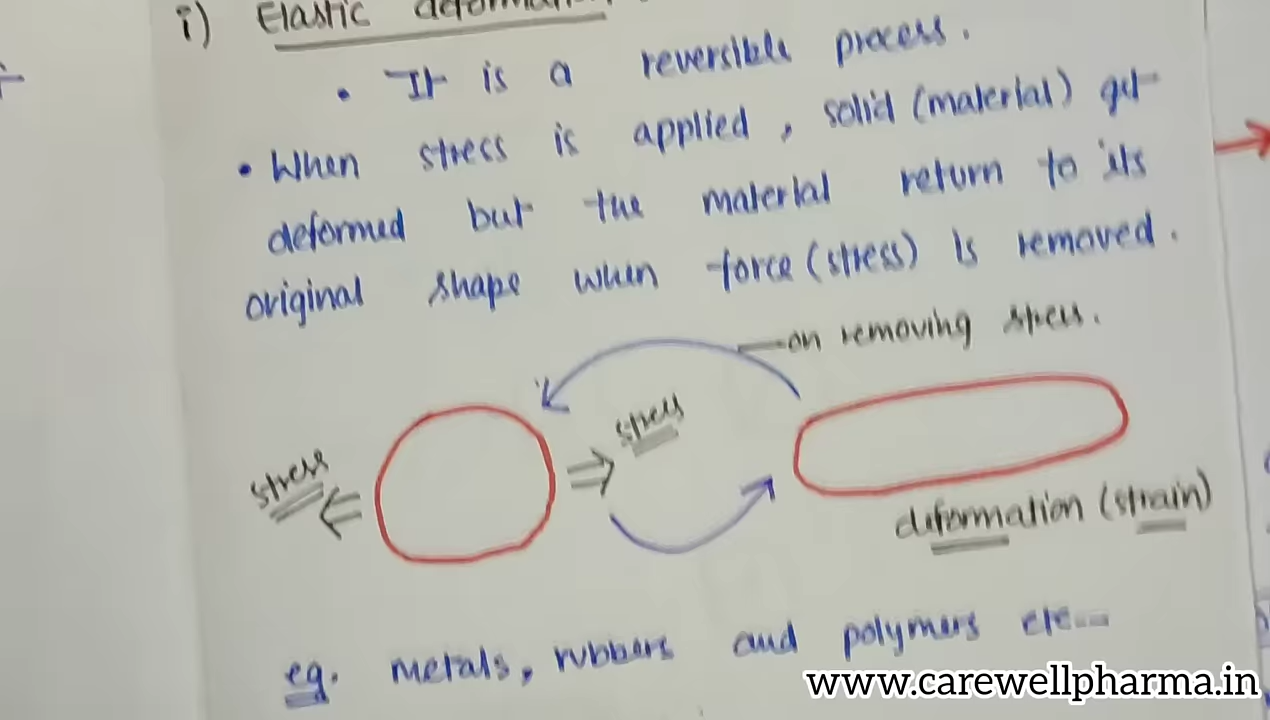 i) Elastic deformation
• It is a reversible process.
• When stress is applied, solid (material) get
deformed but the material return to its
original shape when force (stress) is removed.
on removing stress.
stress
stress
deformation (strain)
eg. metals, rubbers and polymers etc...
www.carewellpharma.in